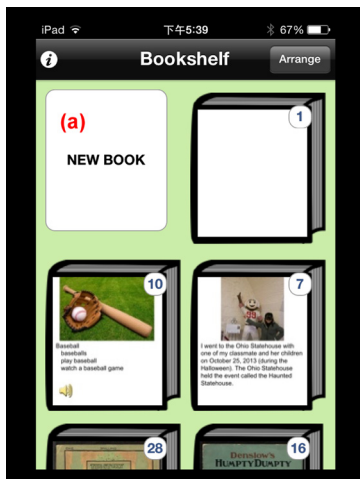 iPad 下午5:39 67%
i Bookshelf Arrange
(a)
NEW BOOK
1
10
7
Baseball
baseballs
play baseball
watch a baseball game
I went to the Ohio Statehouse with
one of my classmate and her children
on October 25, 2013 (during the
Halloween). The Ohio Statehouse
held the event called the Haunted
Statehouse.
28
16
Denslow's
HUMPTY DUMPTY